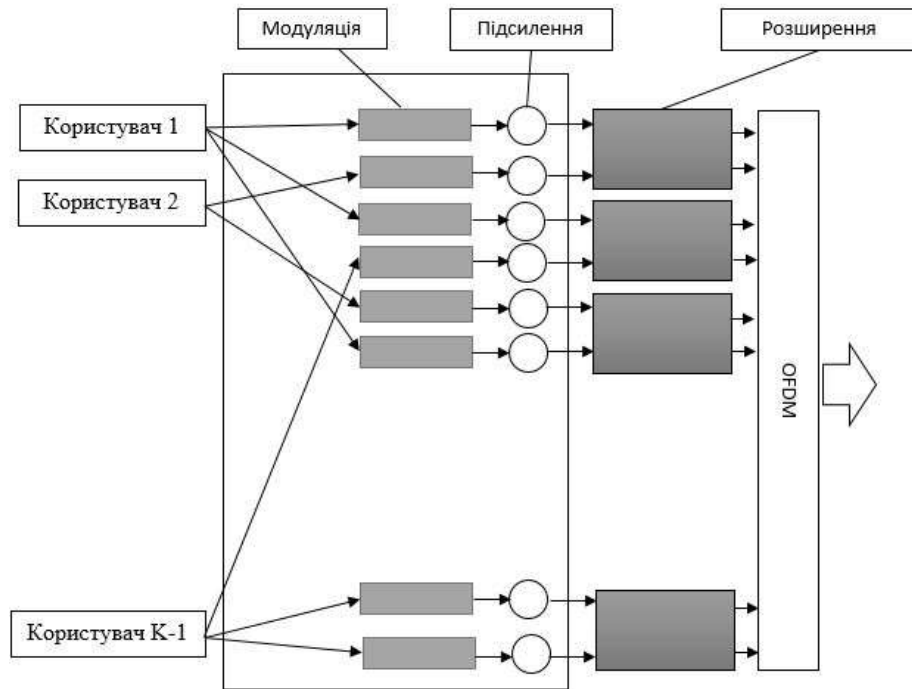 Модуляція
Підсилення
Розширення
Користувач 1
Користувач 2
OFDM
Користувач K-1